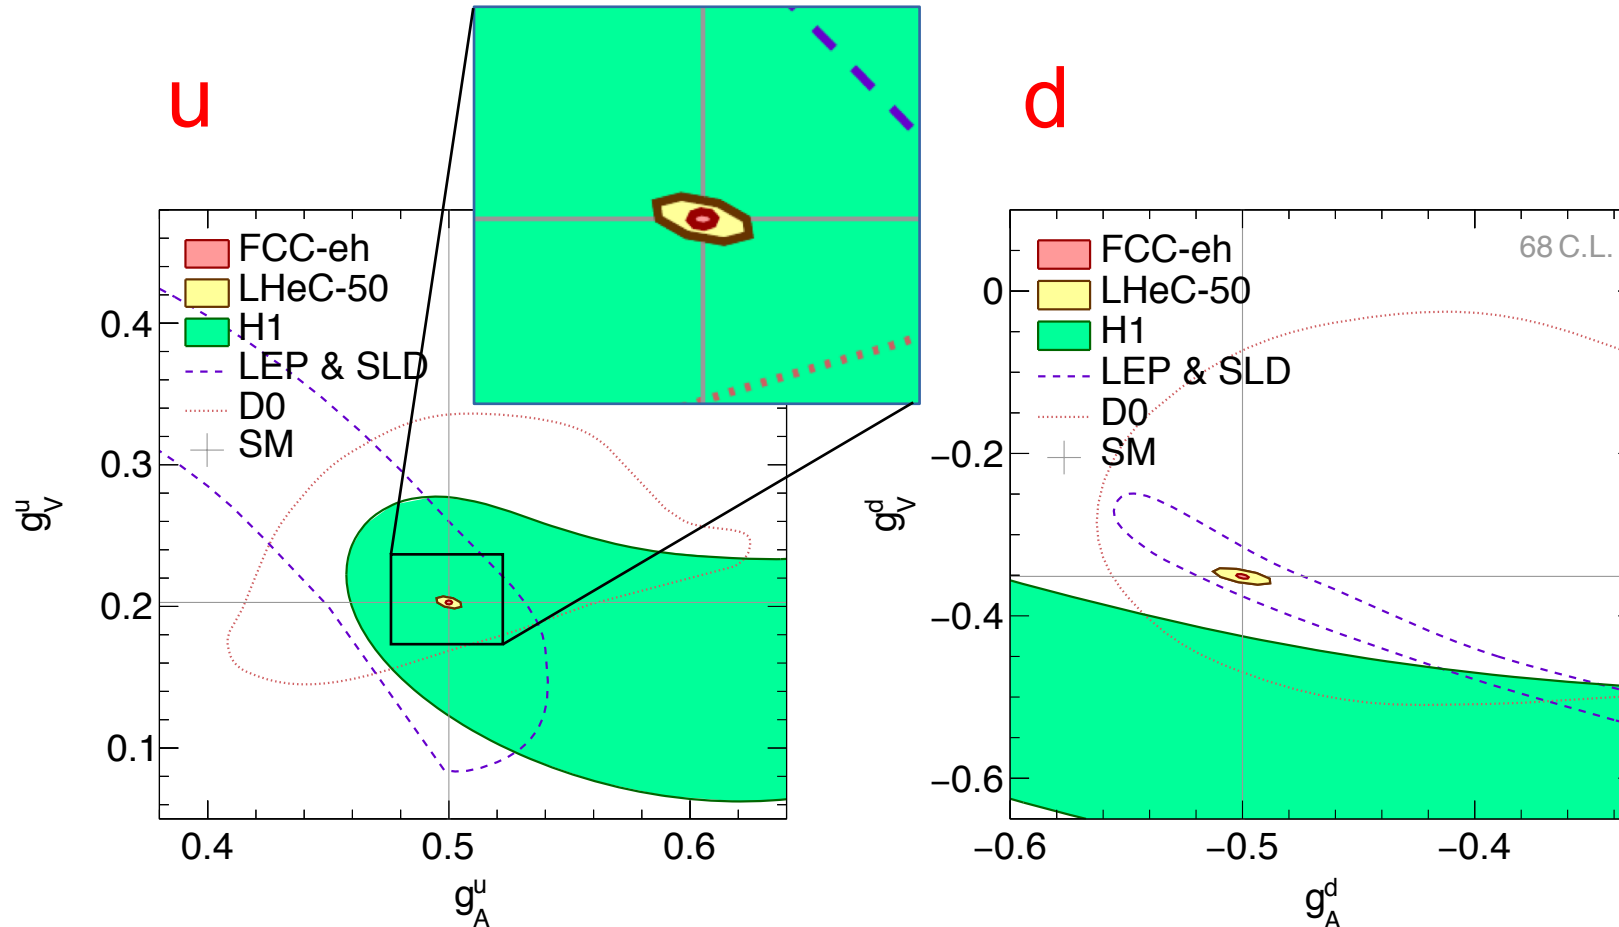 u
FCC-eh
LHeC-50
H1
LEP & SLD
D0
SM
0.4
0.3
0.2
0.1
g^u_V
0.4 0.5 0.6
g^u_A
d
68 C.L.
FCC-eh
LHeC-50
H1
LEP & SLD
D0
SM
0
−0.2
−0.4
−0.6
g^d_V
−0.6 −0.5 −0.4
g^d_A